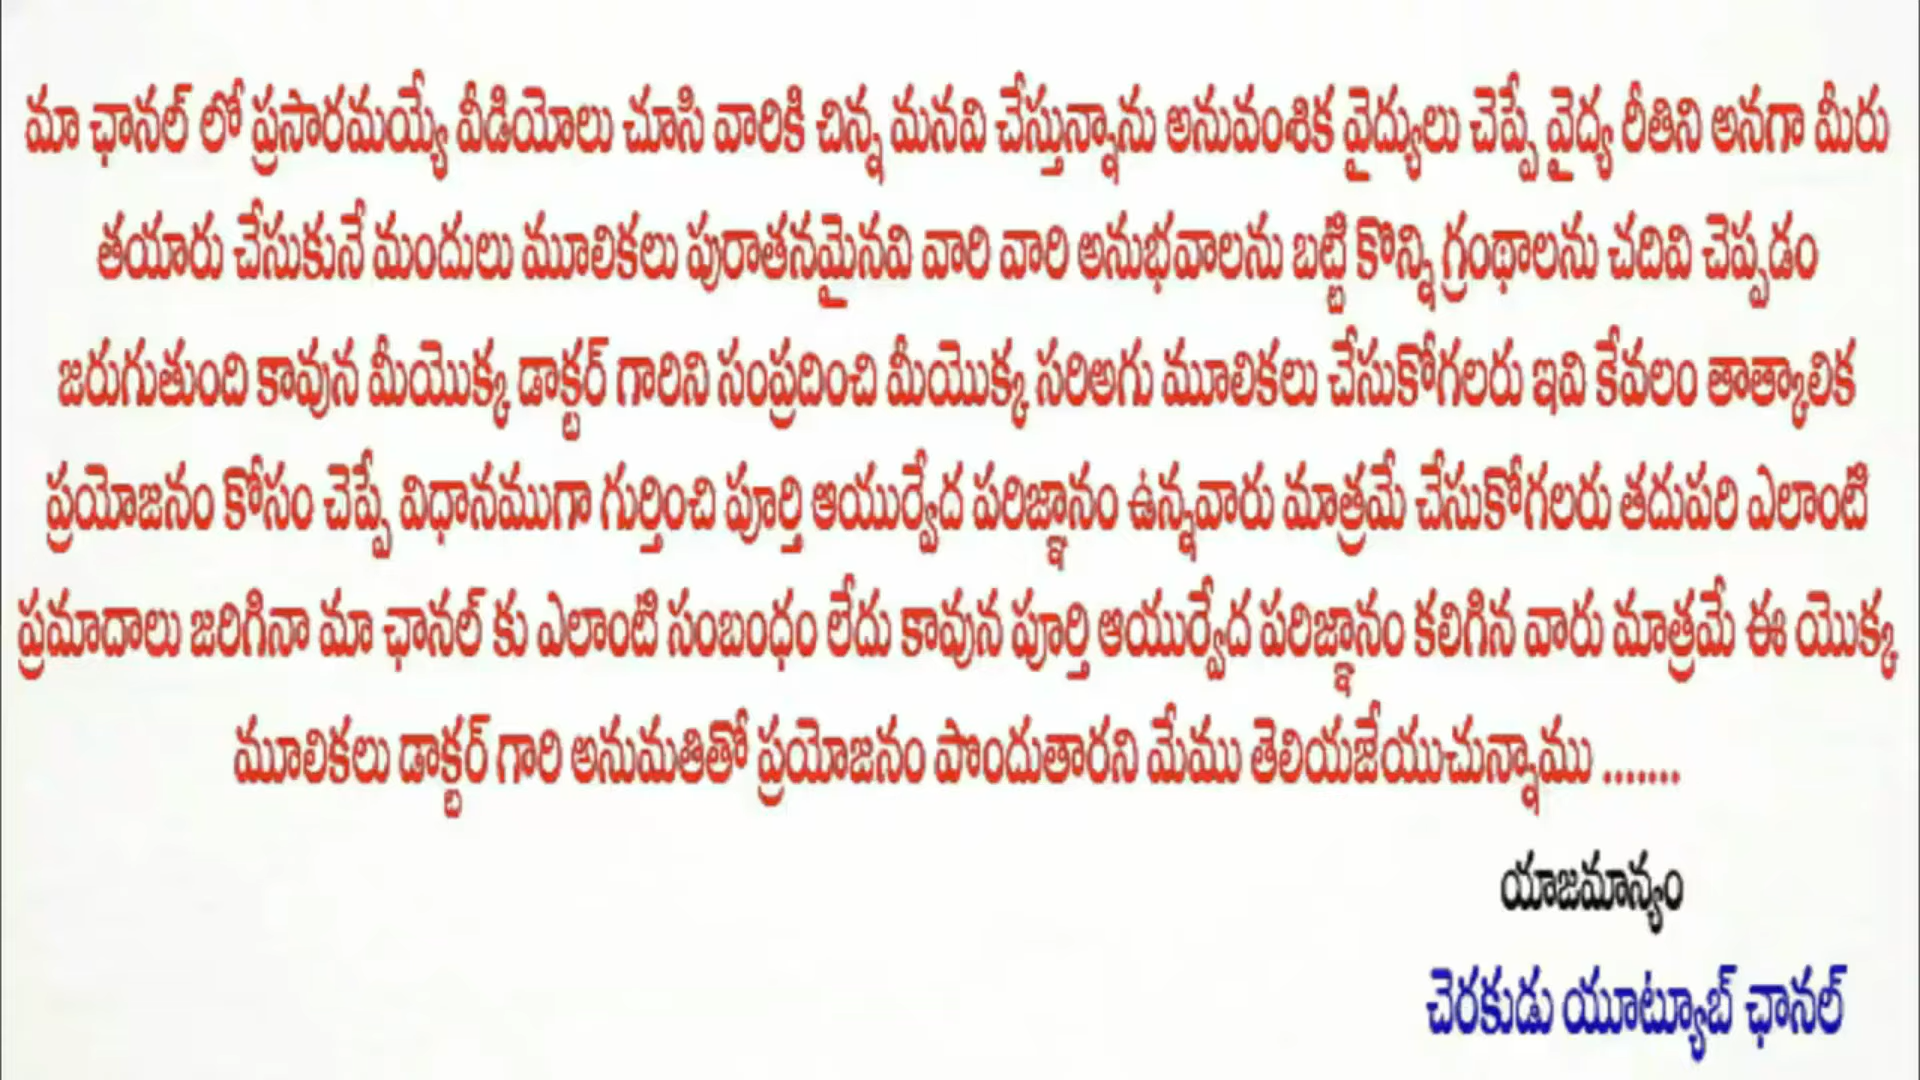 మా ఛానల్ లో ప్రసారమయ్యే వీడియోలు చూసి వారికి చిన్న మనవి చేస్తున్నాను అనువంశిక వైద్యులు చెప్పే వైద్య రీతిని అనగా మీరు
తయారు చేసుకునే మందులు మూలికలు పురాతనమైనవి వారి వారి అనుభవాలను బట్టి కొన్ని గ్రంథాలను చదివి చెప్పడం
జరుగుతుంది కావున మీయొక్క డాక్టర్ గారిని సంప్రదించి మీయొక్క సరిఅగు మూలికలు చేసుకోగలరు ఇవి కేవలం తాత్కాలిక
ప్రయోజనం కోసం చెప్పే విధానముగా గుర్తించి పూర్తి ఆయుర్వేద పరిజ్ఞానం ఉన్నవారు మాత్రమే చేసుకోగలరు తదుపరి ఎలాంటి
ప్రమాదాలు జరిగినా మా ఛానల్ కు ఎలాంటి సంబంధం లేదు కావున పూర్తి ఆయుర్వేద పరిజ్ఞానం కలిగిన వారు మాత్రమే ఈ యొక్క
మూలికలు డాక్టర్ గారి అనుమతితో ప్రయోజనం పొందుతారని మేము తెలియజేయుచున్నాము .......
యాజమాన్యం
చెరకుడు యూట్యూబ్ ఛానల్